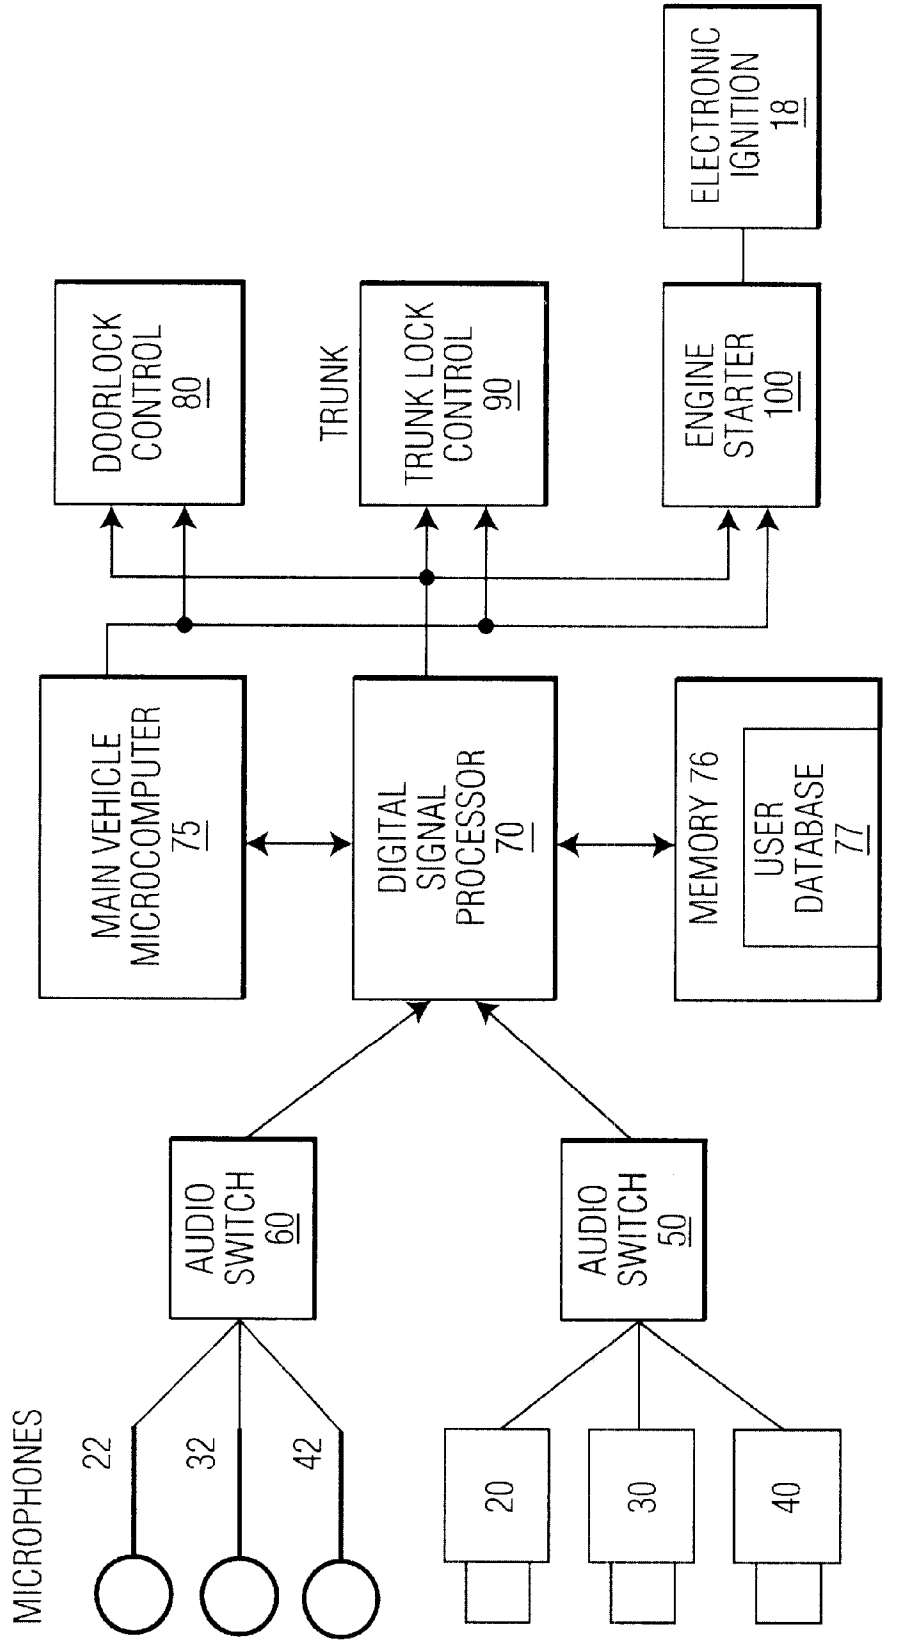 MICROPHONES
22
32
42
20
30
40
AUDIO
SWITCH
60
AUDIO
SWITCH
50
MAIN VEHICLE
MICROCOMPUTER
75
DIGITAL
SIGNAL
PROCESSOR
70
MEMORY 76
USER
DATABASE
77
DOORLOCK
CONTROL
80
TRUNK
TRUNK LOCK
CONTROL
90
ENGINE
STARTER
100
ELECTRONIC
IGNITION
18